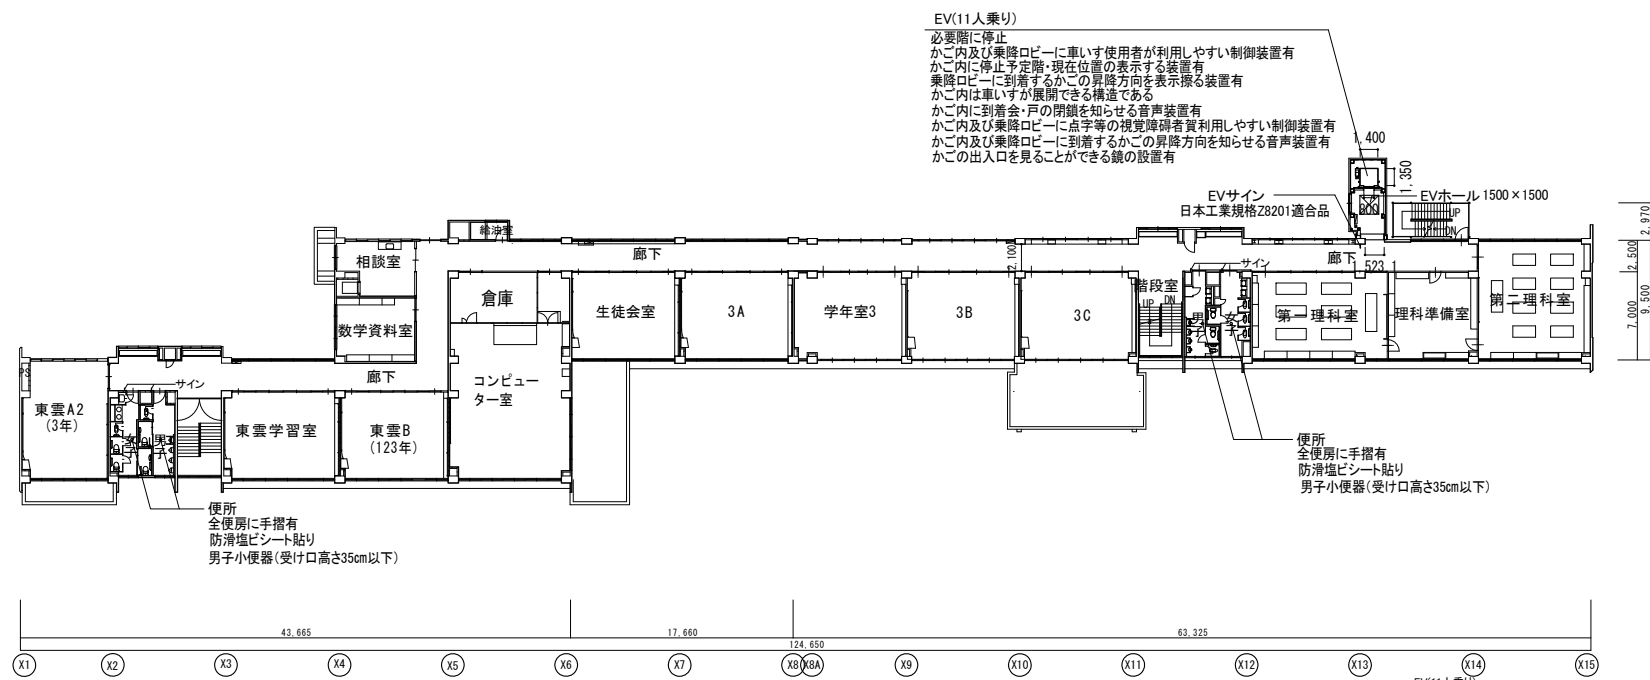 EV(11人乗り)
必要階に停止
かご内及び乗降ロビーに車いす使用者が利用しやすい制御装置有
かご内に停止予定階・現在位置の表示する装置有
乗降ロビーに到着するかごの昇降方向を表示擦る装置有
かご内は車いすが展開できる構造である
かご内に到着会・戸の閉鎖を知らせる音声装置有
かご内及び乗降ロビーに点字等の視覚障碍者賀利用しやすい制御装置有
かご内及び乗降ロビーに到着するかごの昇降方向を知らせる音声装置有
かごの出入口を見ることができる鏡の設置有
1,400
1,350
EVサイン
日本工業規格Z8201適合品
EVホール 1500×1500
900
UP
DN
2,970
2,500
7,000
9,500
給油室
相談室
廊下
2,100
サイン
廊下
1,523
倉庫
階段室
UP
DN
生徒会室
3A
学年室3
3B
3C
男子
女子
第一理科室
理科準備室
第二理科室
数学資料室
廊下
サイン
コンピューター室
東雲A2
(3年)
女子
男子
東雲学習室
東雲B
(123年)
便所
全便房に手摺有
防滑塩ビシート貼り
男子小便器(受け口高さ35cm以下)
便所
全便房に手摺有
防滑塩ビシート貼り
男子小便器(受け口高さ35cm以下)
43,665
17,660
63,325
124,650
X1
X2
X3
X4
X5
X6
X7
X8
X8A
X9
X10
X11
X12
X13
X14
X15